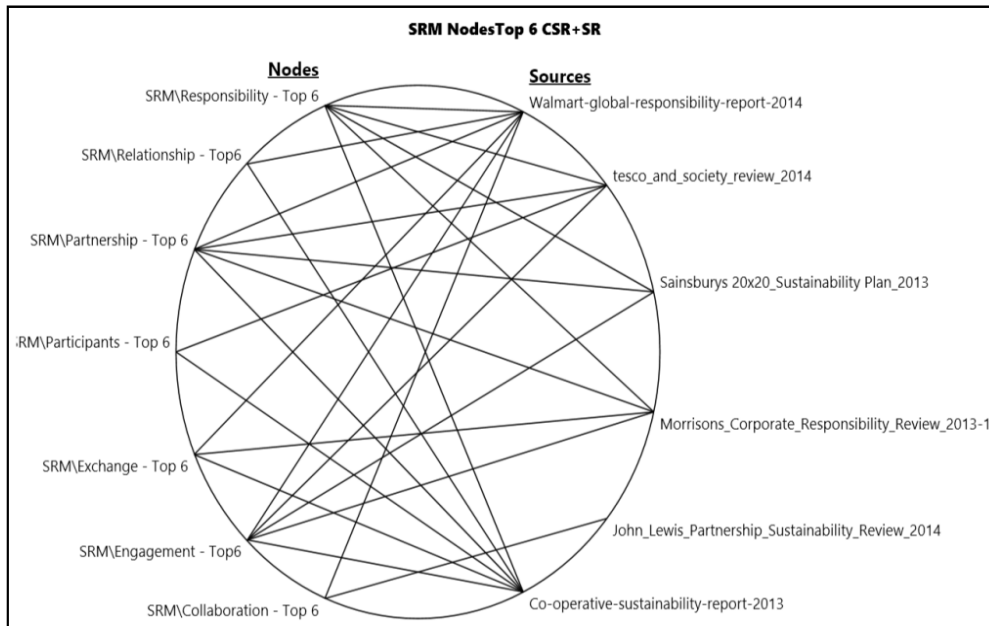 SRM NodesTop 6 CSR+SR
Nodes
Sources
SRM\Responsibility - Top 6
Walmart-global-responsibility-report-2014
SRM\Relationship - Top6
tesco_and_society_review_2014
SRM\Partnership - Top 6
Sainsburys 20x20_Sustainability Plan_2013
RM\Participants - Top 6
Morrisons_Corporate_Responsibility_Review_2013-1
SRM\Exchange - Top 6
SRM\Engagement - Top6
John_Lewis_Partnership_Sustainability_Review_2014
SRM\Collaboration - Top 6
Co-operative-sustainability-report-2013